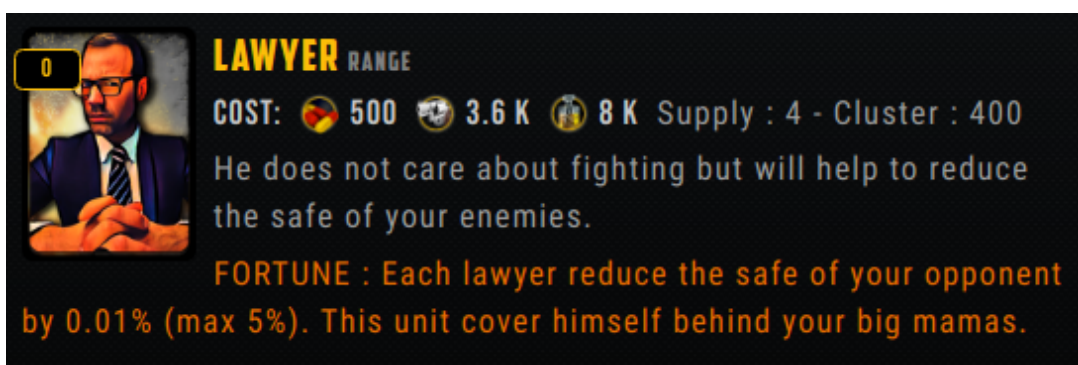 0
LAWYER RANGE
COST: 500 3.6 K 8 K Supply : 4 - Cluster : 400
He does not care about fighting but will help to reduce
the safe of your enemies.
FORTUNE : Each lawyer reduce the safe of your opponent
by 0.01% (max 5%). This unit cover himself behind your big mamas.